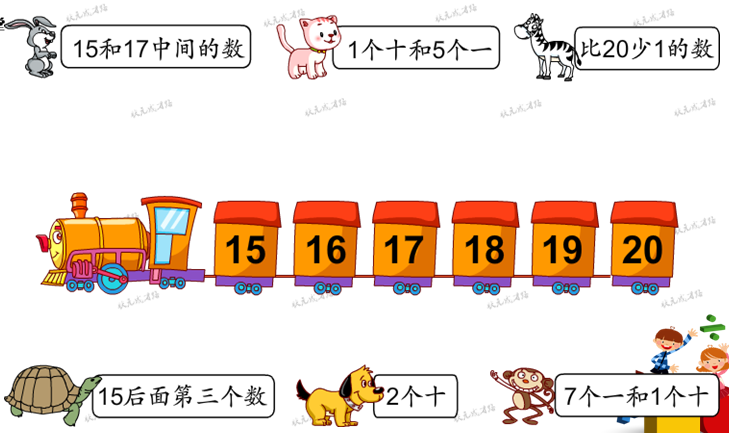 15和17中间的数
1个十和5个一
比20少1的数
15 16 17 18 19 20
15后面第三个数
2个十
7个一和1个十